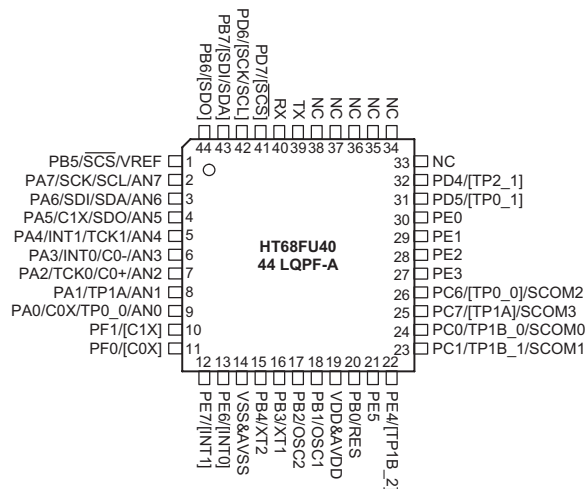 PB6/[SDO]
PB7/[SDI/SDA]
PD6/[SCK/SCL]
PD7/[SCS]
RX
TX
NC
NC
NC
NC
NC
44 43 42 41 40 39 38 37 36 35 34
PB5/SCS/VREF 1
PA7/SCK/SCL/AN7 2
PA6/SDI/SDA/AN6 3
PA5/C1X/SDO/AN5 4
PA4/INT1/TCK1/AN4 5
PA3/INT0/C0-/AN3 6
PA2/TCK0/C0+/AN2 7
PA1/TP1A/AN1 8
PA0/C0X/TP0_0/AN0 9
PF1/[C1X] 10
PF0/[C0X] 11
HT68FU40
44 LQPF-A
33 NC
32 PD4/[TP2_1]
31 PD5/[TP0_1]
30 PE0
29 PE1
28 PE2
27 PE3
26 PC6/[TP0_0]/SCOM2
25 PC7/[TP1A]/SCOM3
24 PC0/TP1B_0/SCOM0
23 PC1/TP1B_1/SCOM1
12 13 14 15 16 17 18 19 20 21 22
PE7/[INT1]
PE6/[INT0]
VSS&AVSS
PB4/XT2
PB3/XT1
PB2/OSC2
PB1/OSC1
VDD&AVDD
PB0/RES
PE5
PE4/[TP1B_2]